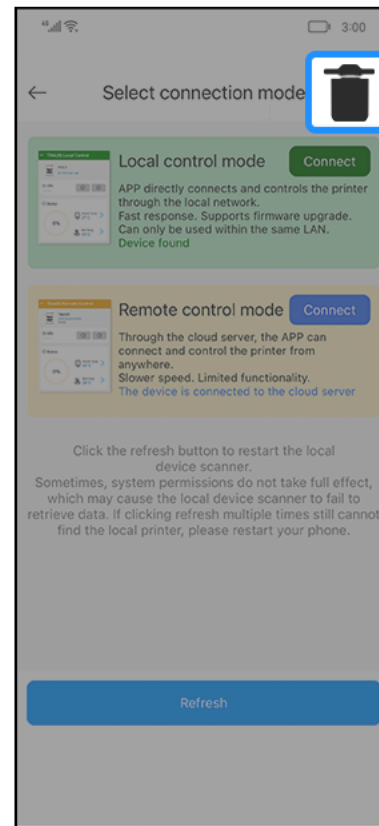 3:00
Select connection mode
Local control mode
Connect
APP directly connects and controls the printer
through the local network.
Fast response. Supports firmware upgrade.
Can only be used within the same LAN.
Device found
Remote control mode
Connect
Through the cloud server, the APP can
connect and control the printer from
anywhere.
Slower speed. Limited functionality.
The device is connected to the cloud server
Click the refresh button to restart the local
device scanner.
Sometimes, system permissions do not take full effect,
which may cause the local device scanner to fail to
retrieve data. If clicking refresh multiple times still cannot
find the local printer, please restart your phone.
Refresh